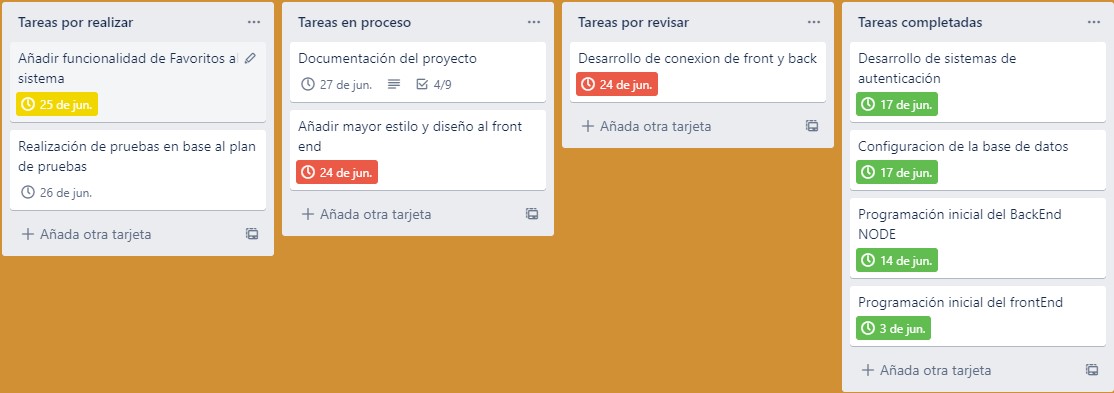 Tareas por realizar
Añadir funcionalidad de Favoritos al
sistema
25 de jun.
Realización de pruebas en base al plan
de pruebas
26 de jun.
Añada otra tarjeta
Tareas en proceso
Documentación del proyecto
27 de jun. 4/9
Añadir mayor estilo y diseño al front
end
24 de jun.
Añada otra tarjeta
Tareas por revisar
Desarrollo de conexion de front y back
24 de jun.
Añada otra tarjeta
Tareas completadas
Desarrollo de sistemas de
autenticación
17 de jun.
Configuracion de la base de datos
17 de jun.
Programación inicial del BackEnd
NODE
14 de jun.
Programación inicial del frontEnd
3 de jun.
Añada otra tarjeta